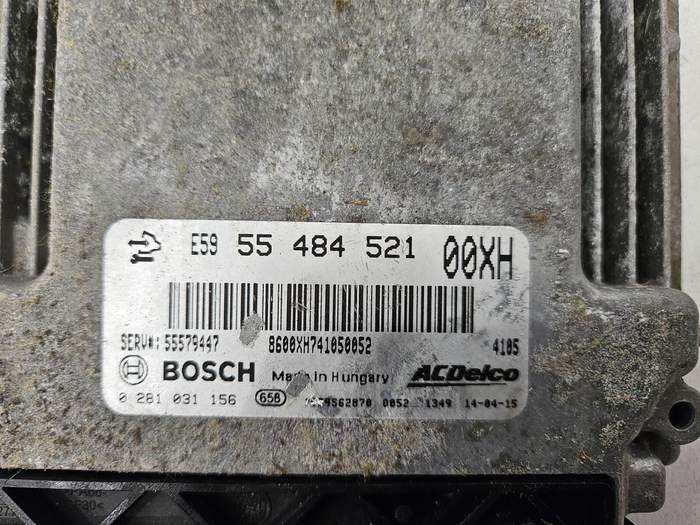 E59 55 484 521 00XH
SERV#: 55579447 8600XH741050052 4105
BOSCH Made in Hungary ACDelco
0 281 031 156 658 0052 1349 14-04-15